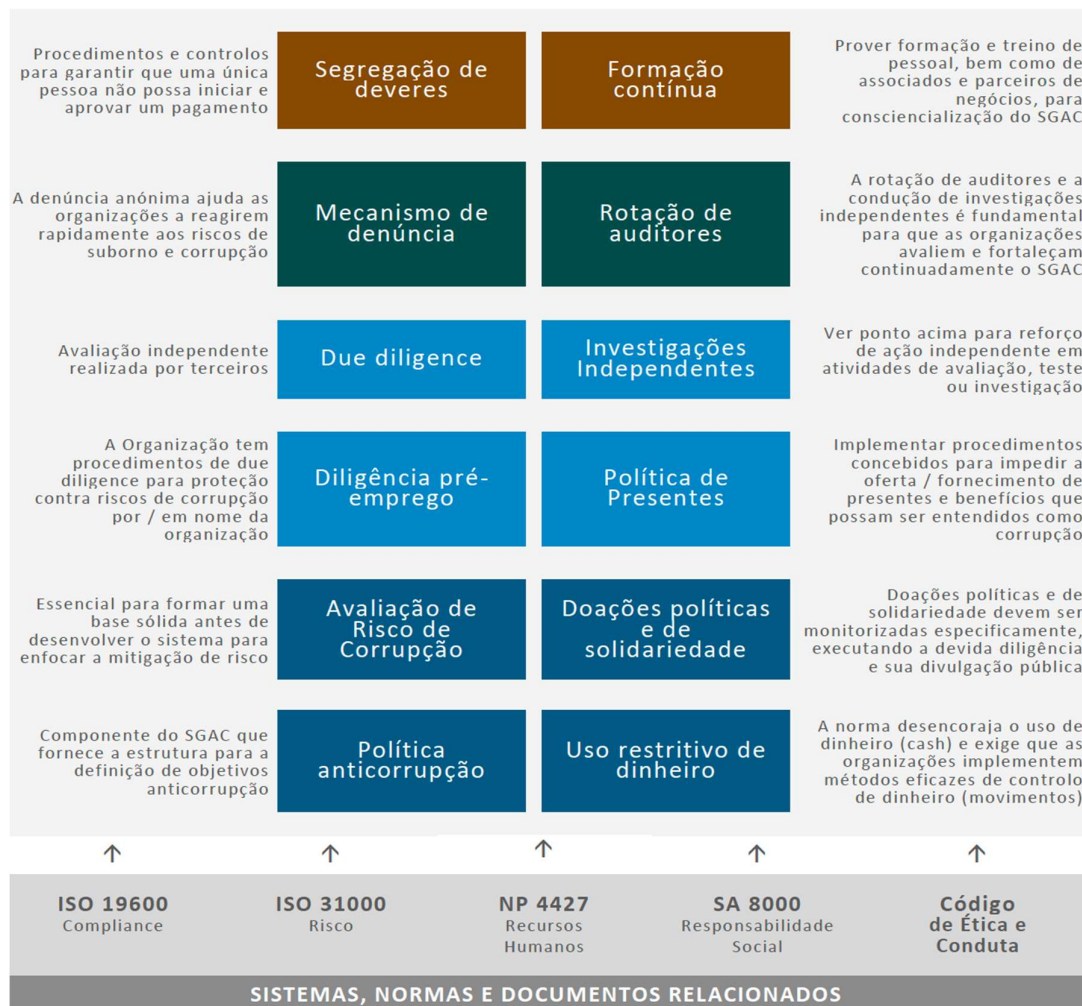 Procedimentos e controlos
para garantir que uma única
pessoa não possa iniciar e
aprovar um pagamento
Segregação de
deveres
Formação
contínua
Prover formação e treino de
pessoal, bem como de
associados e parceiros de
negócios, para
consciencialização do SGAC
A denúncia anónima ajuda as
organizações a reagirem
rapidamente aos riscos de
suborno e corrupção
Mecanismo de
denúncia
Rotação de
auditores
A rotação de auditores e a
condução de investigações
independentes é fundamental
para que as organizações
avaliem e fortaleçam
continuadamente o SGAC
Avaliação independente
realizada por terceiros
Due diligence
Investigações
Independentes
Ver ponto acima para reforço
de ação independente em
atividades de avaliação, teste
ou investigação
A Organização tem
procedimentos de due
diligence para proteção
contra riscos de corrupção
por / em nome da
organização
Diligência pré-
emprego
Política de
Presentes
Implementar procedimentos
concebidos para impedir a
oferta / fornecimento de
presentes e benefícios que
possam ser entendidos como
corrupção
Essencial para formar uma
base sólida antes de
desenvolver o sistema para
enfocar a mitigação de risco
Avaliação de
Risco de
Corrupção
Doações políticas
e de
solidariedade
Doações políticas e de
solidariedade devem ser
monitorizadas especificamente,
executando a devida diligência
e sua divulgação pública
Componente do SGAC que
fornece a estrutura para a
definição de objetivos
anticorrupção
Política
anticorrupção
Uso restritivo de
dinheiro
A norma desencoraja o uso de
dinheiro (cash) e exige que as
organizações implementem
métodos eficazes de controlo
de dinheiro (movimentos)
ISO 19600
Compliance
ISO 31000
Risco
NP 4427
Recursos
Humanos
SA 8000
Responsabilidade
Social
Código
de Ética e
Conduta
SISTEMAS, NORMAS E DOCUMENTOS RELACIONADOS